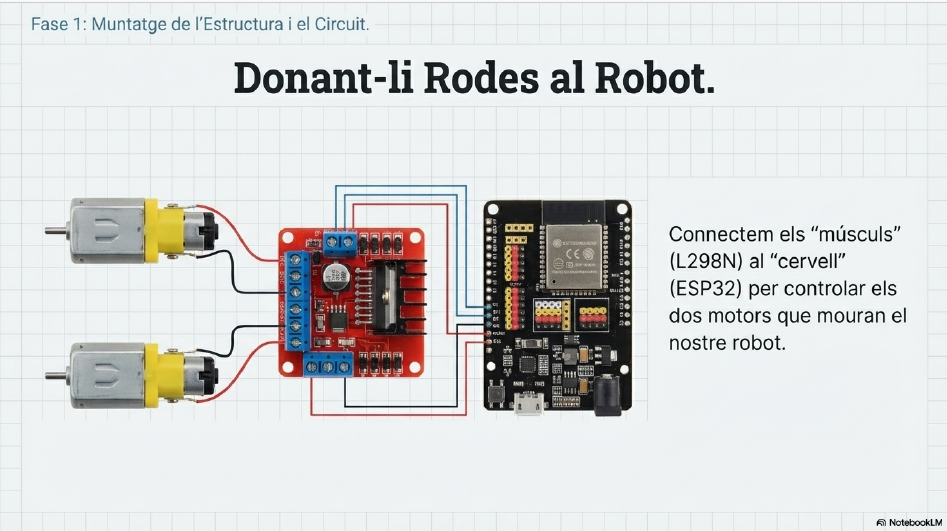 Fase 1: Muntatge de l'Estructura i el Circuit.
Donant-li Rodes al Robot.
Connectem els “músculs”
(L298N) al “cervell”
(ESP32) per controlar els
dos motors que mouran el
nostre robot.
NotebookLM